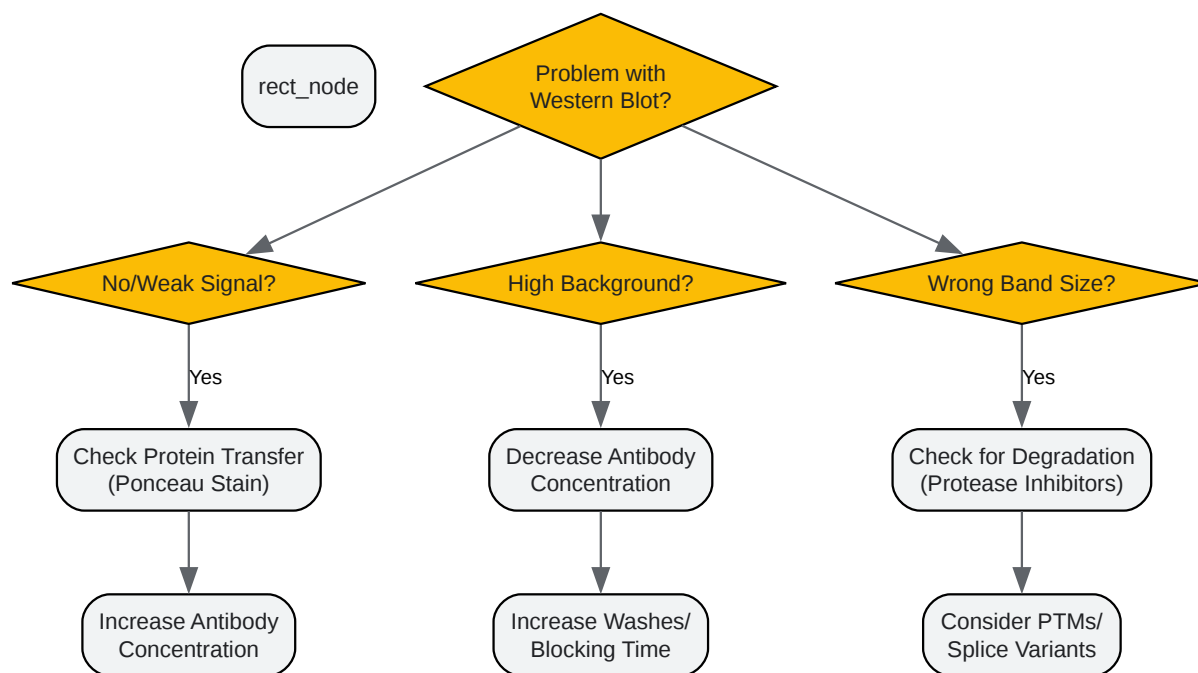 rect_node
Problem with
Western Blot?
No/Weak Signal?
High Background?
Wrong Band Size?
Yes
Yes
Yes
Check Protein Transfer
(Ponceau Stain)
Decrease Antibody
Concentration
Check for Degradation
(Protease Inhibitors)
Increase Antibody
Concentration
Increase Washes/
Blocking Time
Consider PTMs/
Splice Variants